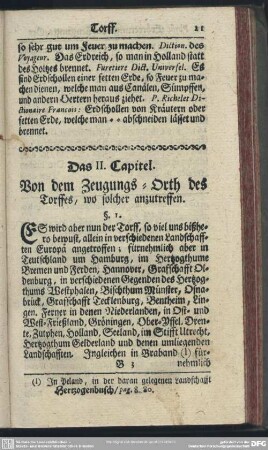 Torff. 21
so sehr gut um Feuer zu machen. Diction. des
Voyageur. Das Erdreich, so man in Holland statt
des Holtzes brennet. Furetiere Dict. Universel. Es
sind Erdschollen einer fetten Erde, so Feuer zu ma-
chen dienen, welche man aus Canälen, Sümpffen,
und andern Oertern heraus ziehet. P. Richelet Di-
ctionaire Francois: Erdschollen von Kräutern oder
fetten Erde, welche man * * abschneiden lässet und
brennet.
Das II. Capitel.
Von dem Zeugungs-Orth des
Torffes, wo solcher anzutreffen.
§. 1.
ES wird aber nun der Torff, so viel uns bißhe-
ro bewust, allein in verschiedenen Landschaff-
ten Europä angetroffen; fürnehmlich aber in
Teutschland um Hamburg, im Hertzogthums
Bremen und Ferden, Hannover, Graffschafft Ol-
denburg, in verschiedenen Gegenden des Hertzog-
thums Westphalen, Bischthum Münster, Osna-
brück, Graffschafft Tecklenburg, Bentheim, Lin-
gen. Ferner in denen Niederlanden, in Ost- und
West-Frießland, Gröningen, Ober-Yssel, Dren-
te, Zutphen, Holland, Seeland, im Stifft Utrecht,
Hertzogthum Gelderland und denen umliegenden
Landschafften. Ingleichen in Braband (1) für-
G 3 nehmlich
(1) In Peland, in der daran gelegenen Landschafft
Hertzogenbusch / pag. 8. 20.